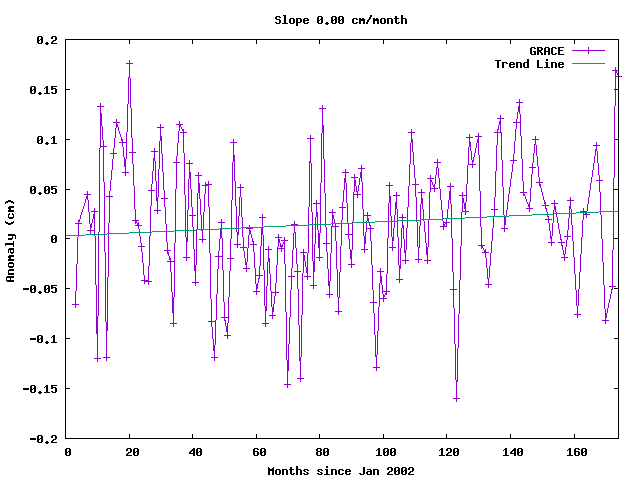 Slope 0.00 cm/month
GRACE
Trend Line
0.2
0.15
0.1
0.05
0
-0.05
-0.1
-0.15
-0.2
Anomaly (cm)
0 20 40 60 80 100 120 140 160
Months since Jan 2002